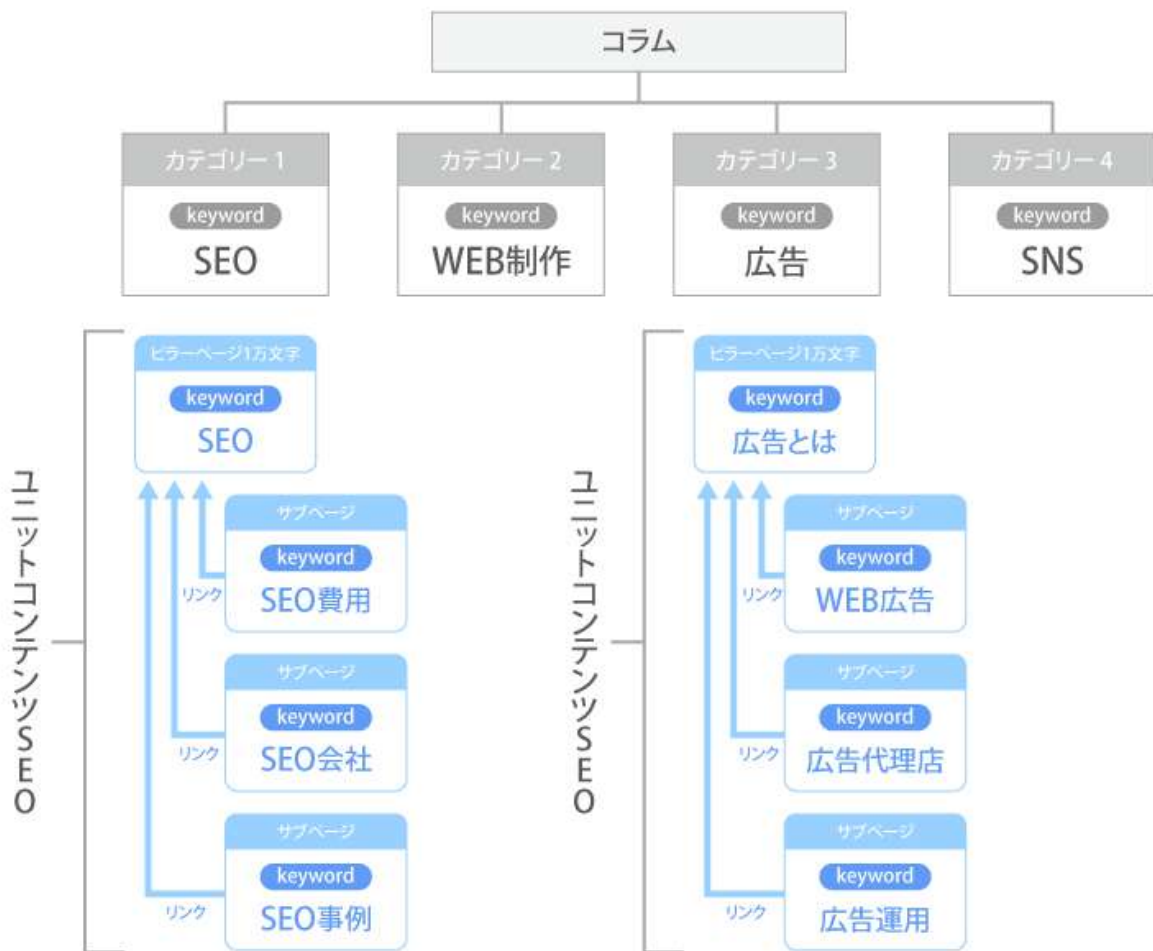 コラム
カテゴリー 1
keyword
SEO
カテゴリー 2
keyword
WEB制作
カテゴリー 3
keyword
広告
カテゴリー 4
keyword
SNS
ユニットコンテンツSEO
ピラーページ1万文字
keyword
SEO
サブページ
keyword
SEO費用
リンク
サブページ
keyword
SEO会社
リンク
サブページ
keyword
SEO事例
リンク
ユニットコンテンツSEO
ピラーページ1万文字
keyword
広告とは
サブページ
keyword
WEB広告
リンク
サブページ
keyword
広告代理店
リンク
サブページ
keyword
広告運用
リンク